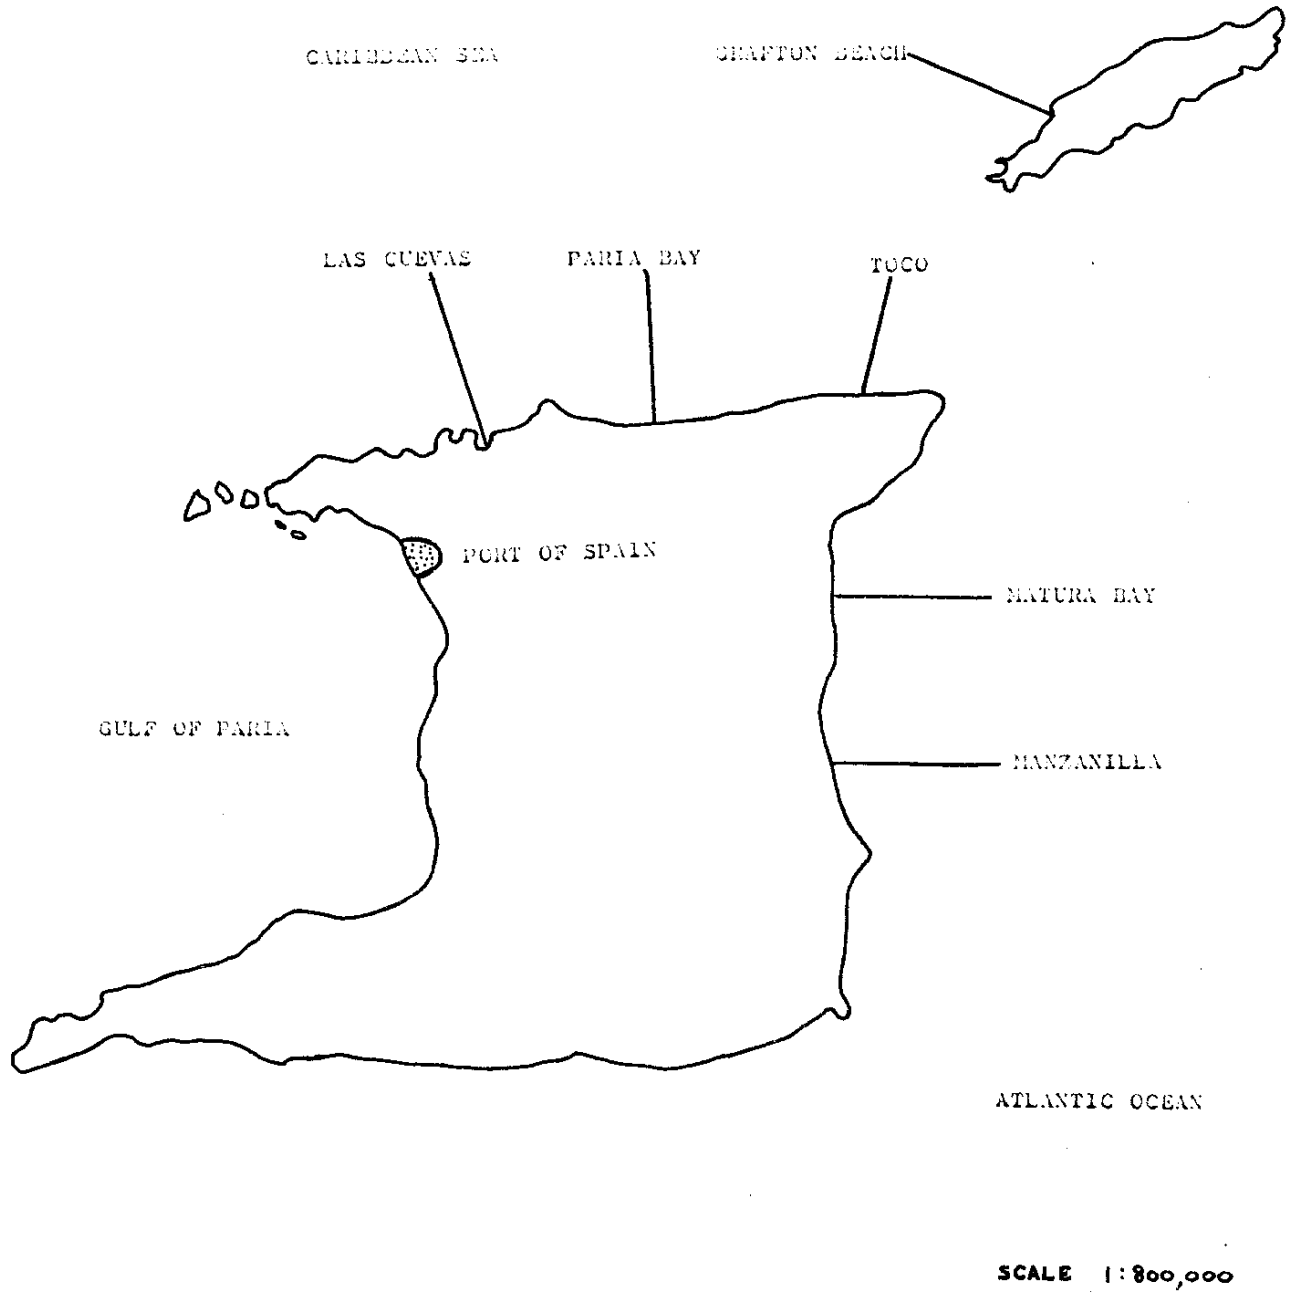 CARIBBEAN SEA
GRAFTON BEACH
LAS CUEVAS
PARIA BAY
TOCO
PORT OF SPAIN
MATURA BAY
GULF OF PARIA
MANZANILLA
ATLANTIC OCEAN
SCALE 1:800,000